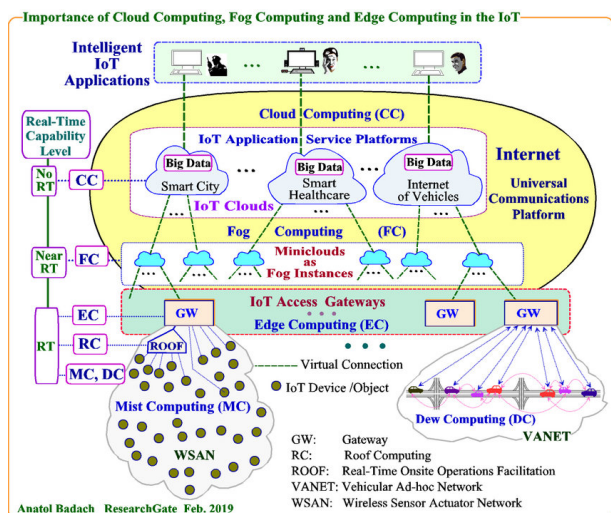 Importance of Cloud Computing, Fog Computing and Edge Computing in the IoT
Intelligent
IoT
Applications
...
...
Real-Time
Capability
Level
Cloud Computing (CC)
IoT Application Service Platforms
Internet
Big Data
Big Data
Big Data
...
...
No
RT
CC
Smart City
Smart
Healthcare
Internet
of Vehicles
Universal
Communications
Platform
IoT Clouds
...
...
...
Fog Computing (FC)
Near
RT
FC
Miniclouds
as
Fog Instances
...
...
...
...
IoT Access Gateways
...
EC
GW
GW
GW
Edge Computing (EC)
RT
RC
ROOF
...
Virtual Connection
MC, DC
IoT Device /Object
Mist Computing (MC)
Dew Computing (DC)
VANET
WSAN
GW: Gateway
RC: Roof Computing
ROOF: Real-Time Onsite Operations Facilitation
VANET: Vehicular Ad-hoc Network
WSAN: Wireless Sensor Actuator Network
Anatol Badach ResearchGate Feb, 2019